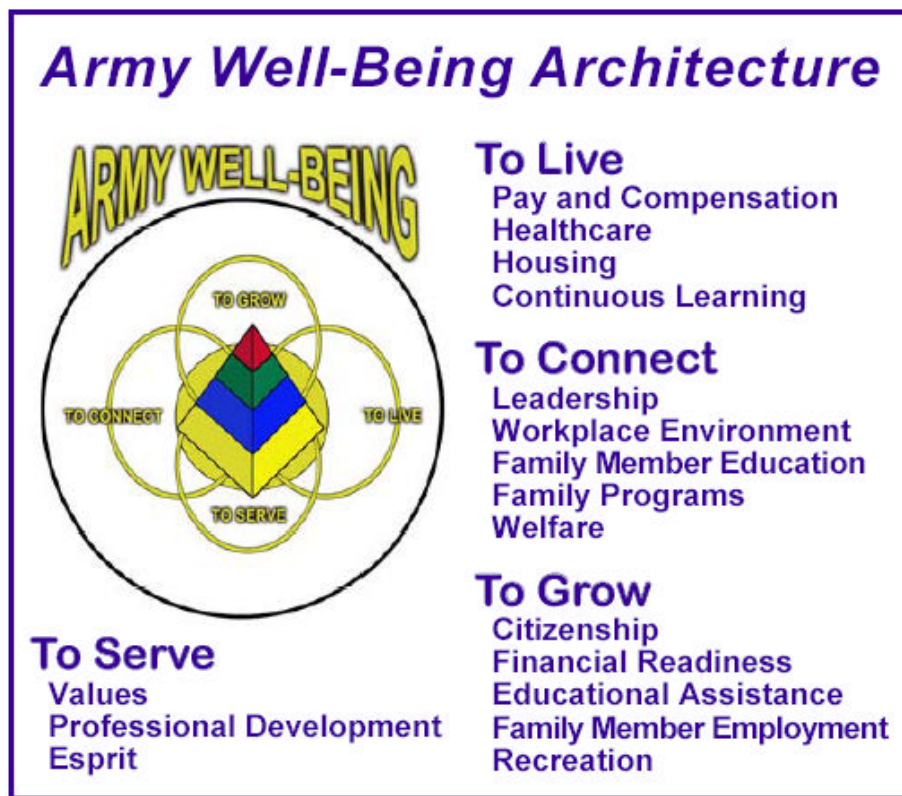 Army Well-Being Architecture
ARMY WELL-BEING
TO GROW
TO CONNECT
TO LIVE
TO SERVE
To Serve
Values
Professional Development
Esprit
To Live
Pay and Compensation
Healthcare
Housing
Continuous Learning
To Connect
Leadership
Workplace Environment
Family Member Education
Family Programs
Welfare
To Grow
Citizenship
Financial Readiness
Educational Assistance
Family Member Employment
Recreation